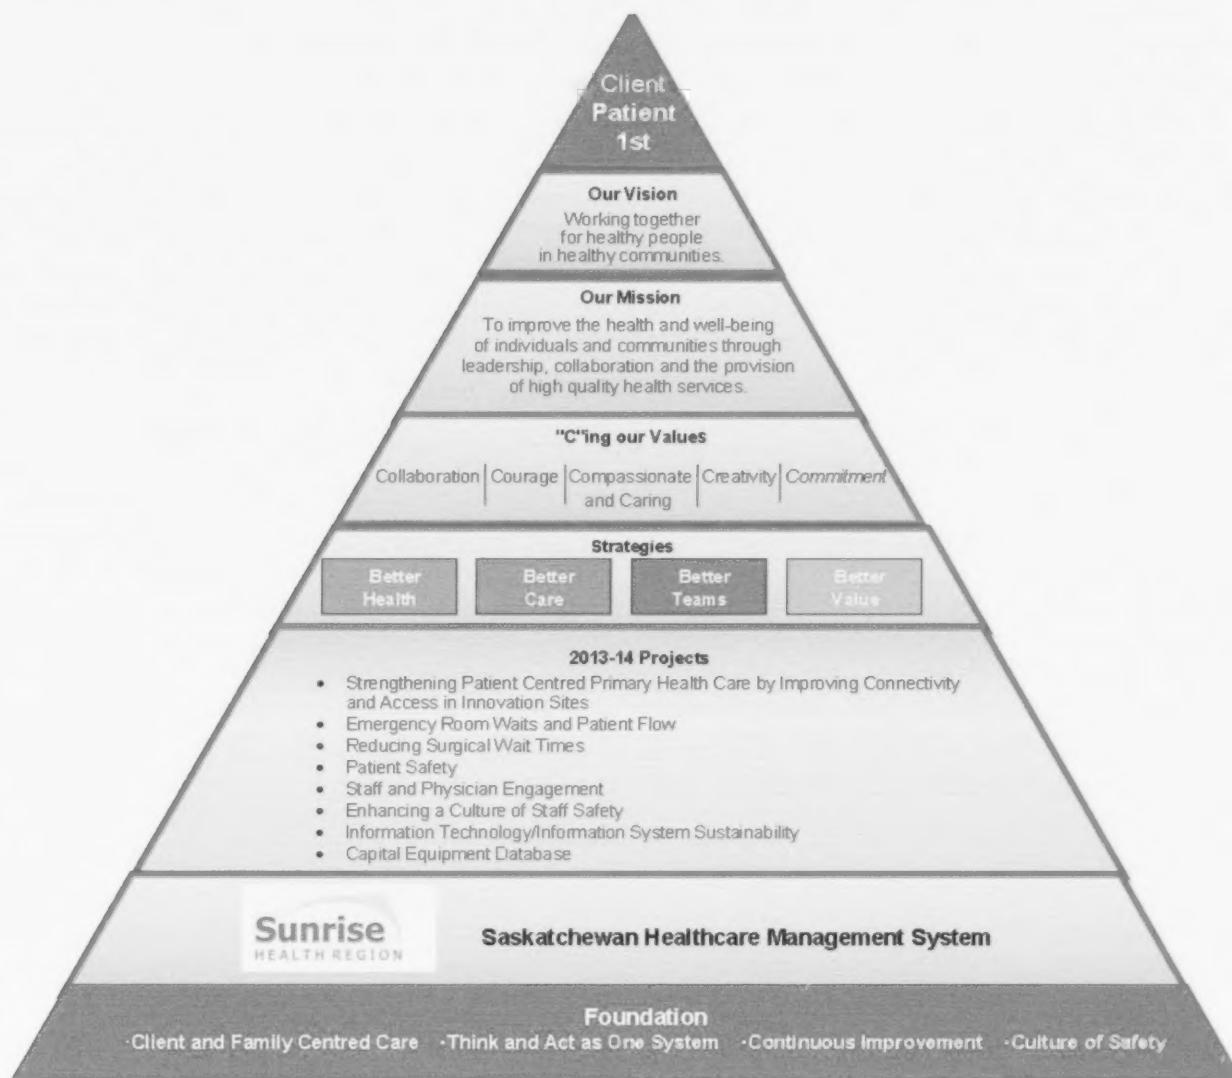 Client
Patient
1st
Our Vision
Working together
for healthy people
in healthy communities.
Our Mission
To improve the health and well-being
of individuals and communities through
leadership, collaboration and the provision
of high quality health services.
"C"ing our Values
Collaboration Courage Compassionate Creativity Commitment
and Caring
Strategies
Better Better Better Better
Health Care Teams Value
2013-14 Projects
• Strengthening Patient Centred Primary Health Care by Improving Connectivity
and Access in Innovation Sites
• Emergency Room Waits and Patient Flow
• Reducing Surgical Wait Times
• Patient Safety
• Staff and Physician Engagement
• Enhancing a Culture of Staff Safety
• Information Technology/Information System Sustainability
• Capital Equipment Database
Sunrise
HEALTH REGION
Saskatchewan Healthcare Management System
Foundation
·Client and Family Centred Care ·Think and Act as One System ·Continuous Improvement ·Culture of Safety